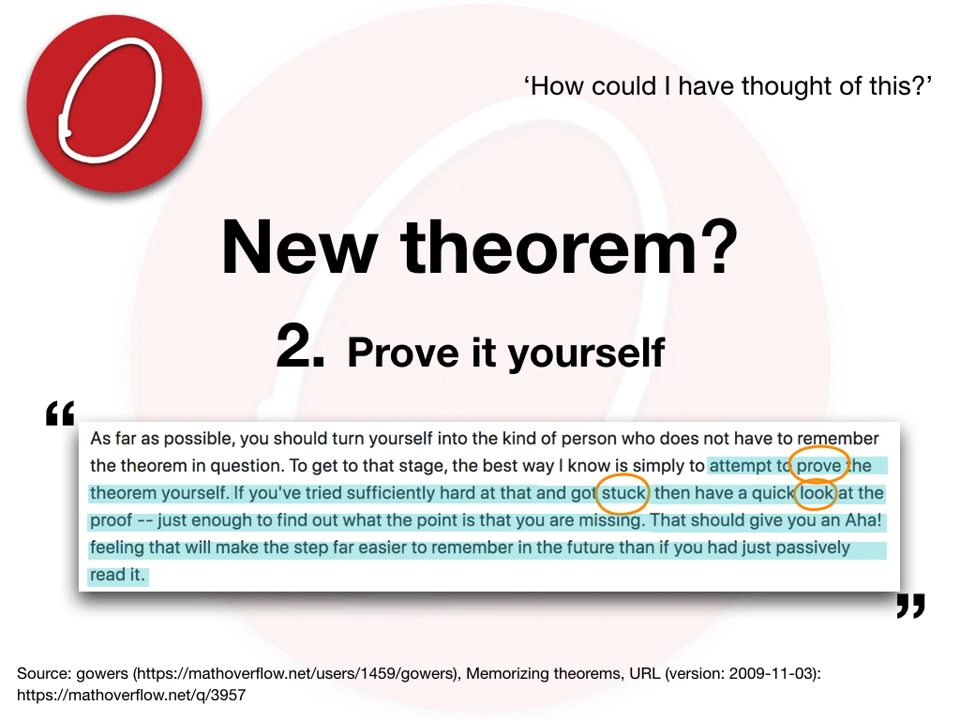 ‘How could I have thought of this?’
New theorem?
2. Prove it yourself
“
As far as possible, you should turn yourself into the kind of person who does not have to remember
the theorem in question. To get to that stage, the best way I know is simply to attempt to prove the
theorem yourself. If you've tried sufficiently hard at that and got stuck, then have a quick look at the
proof -- just enough to find out what the point is that you are missing. That should give you an Aha!
feeling that will make the step far easier to remember in the future than if you had just passively
read it.
”
Source: gowers (https://mathoverflow.net/users/1459/gowers), Memorizing theorems, URL (version: 2009-11-03):
https://mathoverflow.net/q/3957